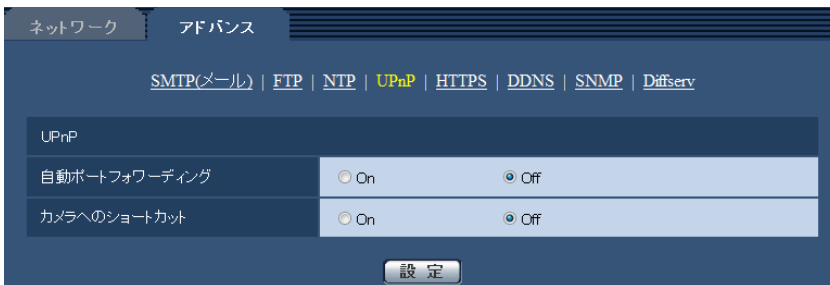 ネットワーク アドバンス
SMTP(メール) | FTP | NTP | UPnP | HTTPS | DDNS | SNMP | Diffserv
UPnP
自動ポートフォワーディング On Off
カメラへのショートカット On Off
設定